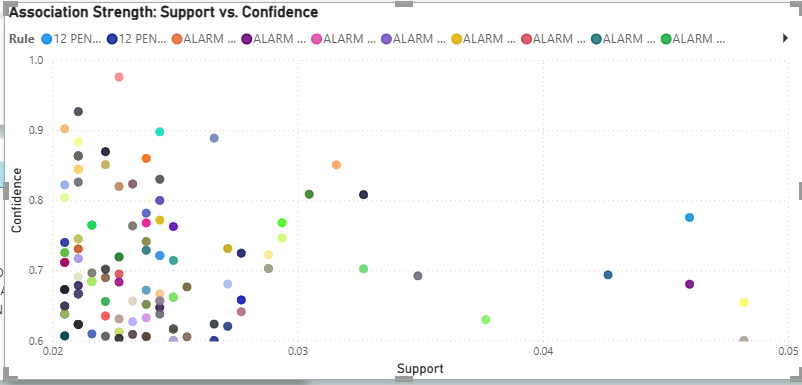 Association Strength: Support vs. Confidence
Rule 12 PEN... 12 PEN... ALARM ... ALARM ... ALARM ... ALARM ... ALARM ... ALARM ... ALARM ... ALARM ...
1.0
0.9
0.8
0.7
0.6
Confidence
0.02 0.03 0.04 0.05
Support